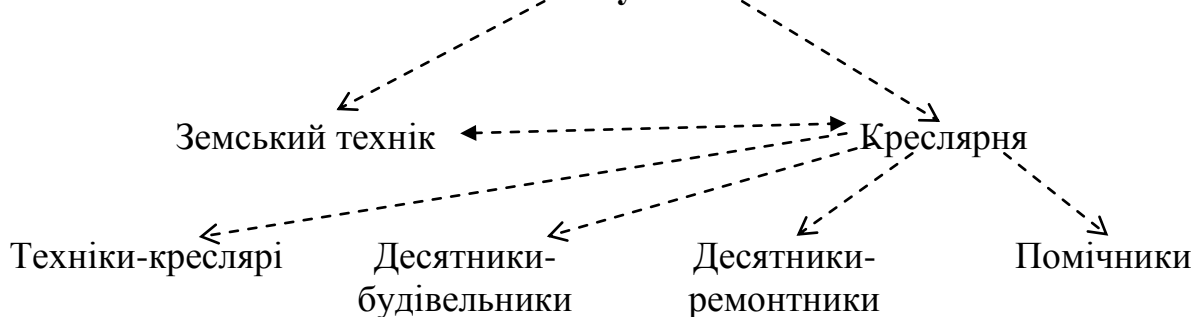 Земський технік Креслярня
Техніки-креслярі Десятники- Десятники- Помічники
будівельники ремонтники